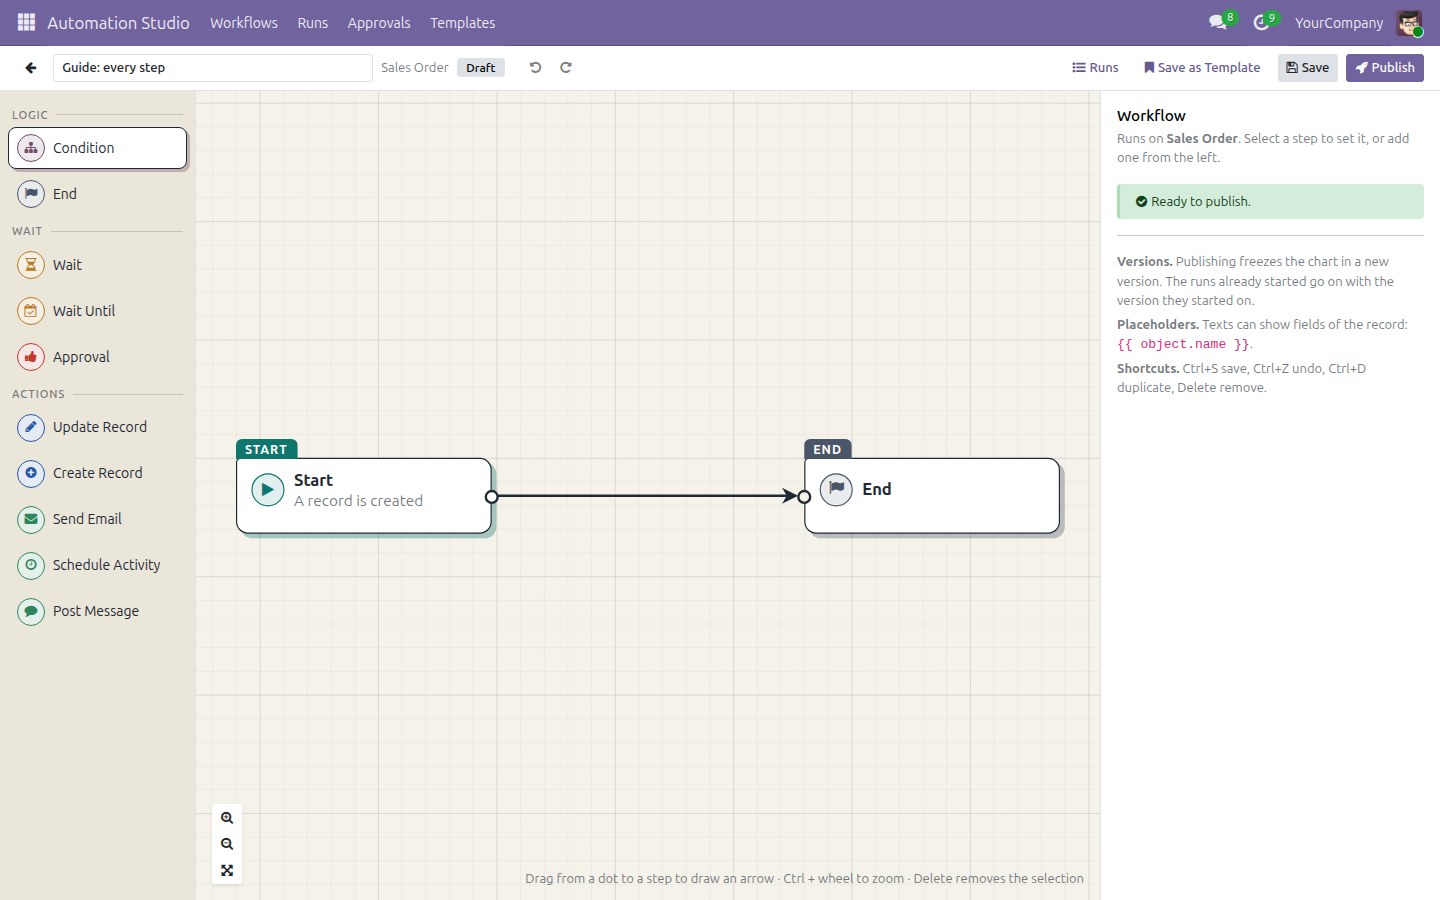 Automation Studio
Workflows
Runs
Approvals
Templates
8
9
YourCompany
Guide: every step
Sales Order
Draft
Runs
Save as Template
Save
Publish
LOGIC
Condition
End
WAIT
Wait
Wait Until
Approval
ACTIONS
Update Record
Create Record
Send Email
Schedule Activity
Post Message
START
Start
A record is created
END
End
Drag from a dot to a step to draw an arrow · Ctrl + wheel to zoom · Delete removes the selection
Workflow
Runs on Sales Order. Select a step to set it, or add
one from the left.
Ready to publish.
Versions. Publishing freezes the chart in a new
version. The runs already started go on with the
version they started on.
Placeholders. Texts can show fields of the record:
{{ object.name }}.
Shortcuts. Ctrl+S save, Ctrl+Z undo, Ctrl+D
duplicate, Delete remove.